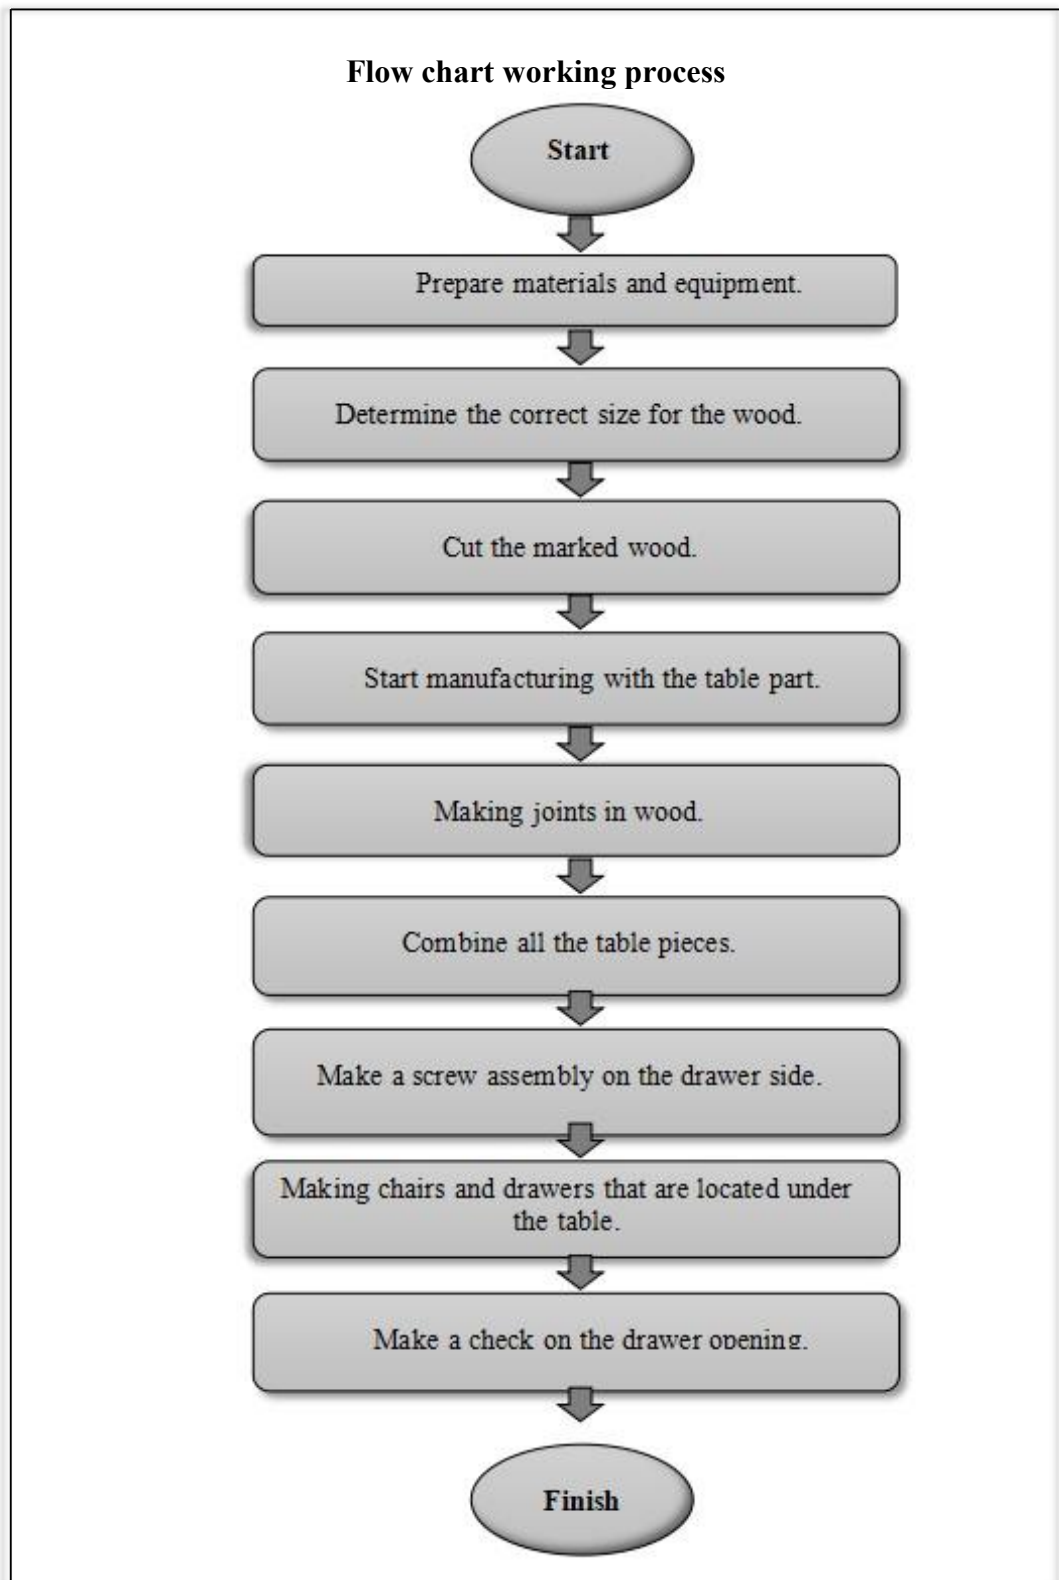 Flow chart working process
Start
Prepare materials and equipment.
Determine the correct size for the wood.
Cut the marked wood.
Start manufacturing with the table part.
Making joints in wood.
Combine all the table pieces.
Make a screw assembly on the drawer side.
Making chairs and drawers that are located under
the table.
Make a check on the drawer opening.
Finish